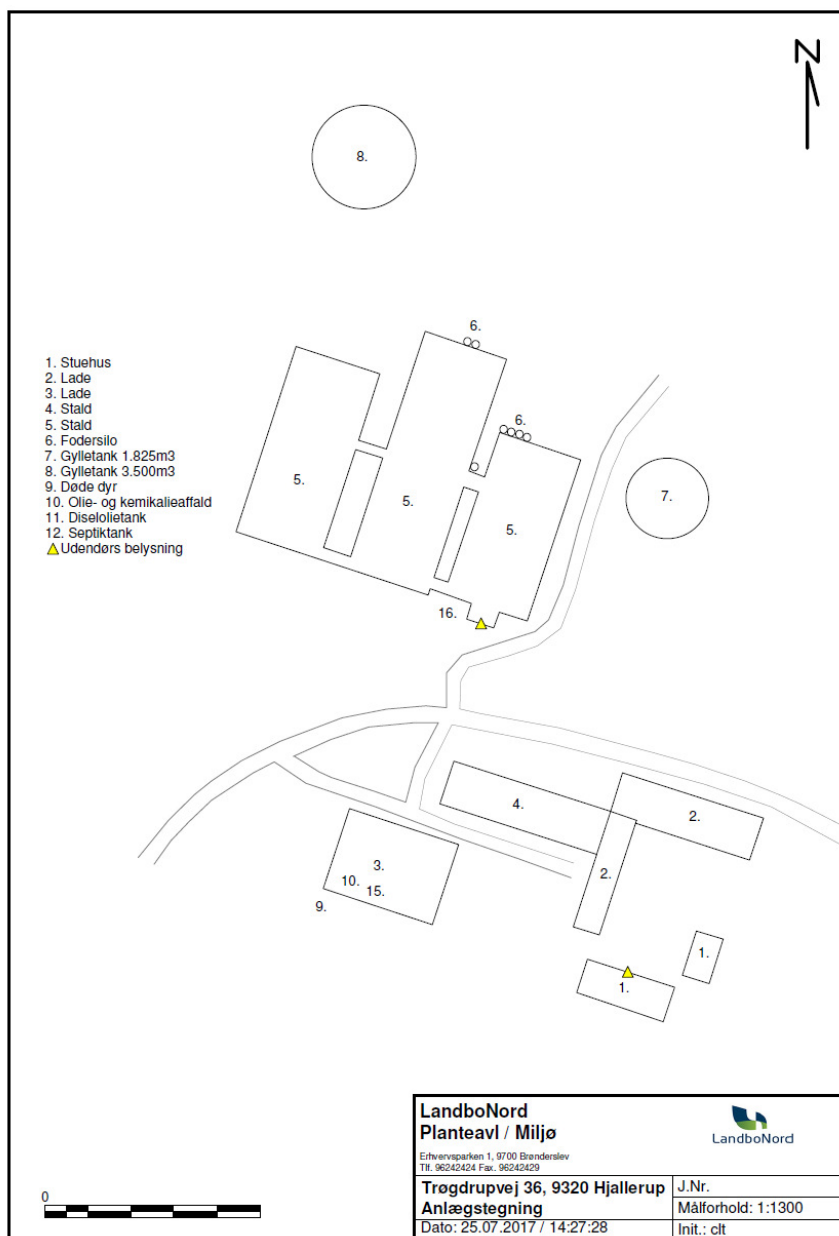 N
8.
6.
1. Stuehus
2. Lade
3. Lade
4. Stald
5. Stald
6. Fodersilo
7. Gylletank 1.825m3
8. Gylletank 3.500m3
9. Døde dyr
10. Olie- og kemikalieaffald
11. Diselolietank
12. Septiktank
Udendørs belysning
6.
5.
5.
5.
7.
16.
4.
2.
3.
10.
15.
9.
2.
1.
1.
LandboNord
Planteavl / Miljø
LandboNord
Erhvervsparken 1, 9700 Brønderslev
Tlf. 96242424 Fax. 96242429
Trøgdrupvej 36, 9320 Hjallerup
Anlægstegning
J.Nr.
Målforhold: 1:1300
Dato: 25.07.2017 / 14:27:28
Init.: clt
0